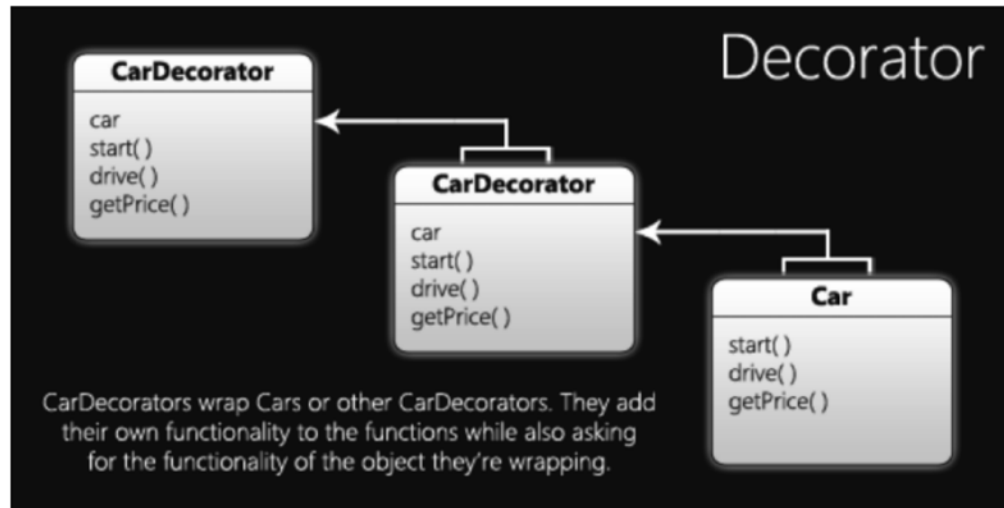 Decorator
CarDecorator
car
start( )
drive( )
getPrice( )
CarDecorator
car
start( )
drive( )
getPrice( )
Car
start( )
drive( )
getPrice( )
CarDecorators wrap Cars or other CarDecorators. They add
their own functionality to the functions while also asking
for the functionality of the object they're wrapping.